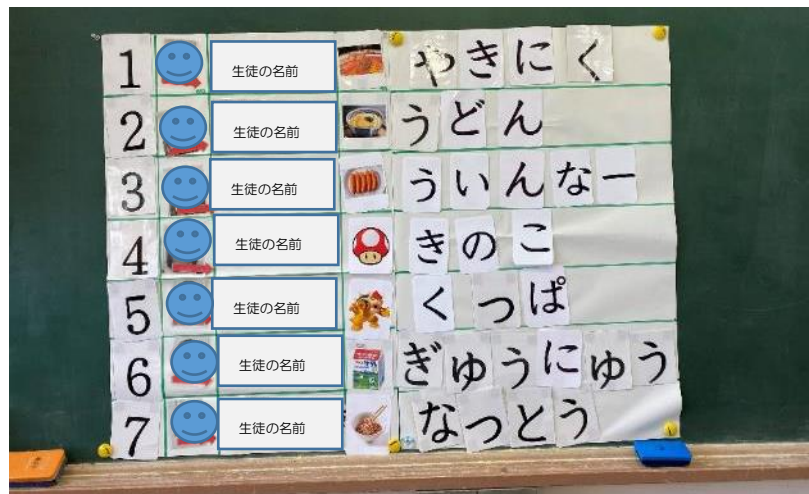 1 生徒の名前 やきにく
2 生徒の名前 うどん
3 生徒の名前 ういんなー
4 生徒の名前 きのこ
5 生徒の名前 くっぱ
6 生徒の名前 ぎゅうにゅう
7 生徒の名前 なっとう